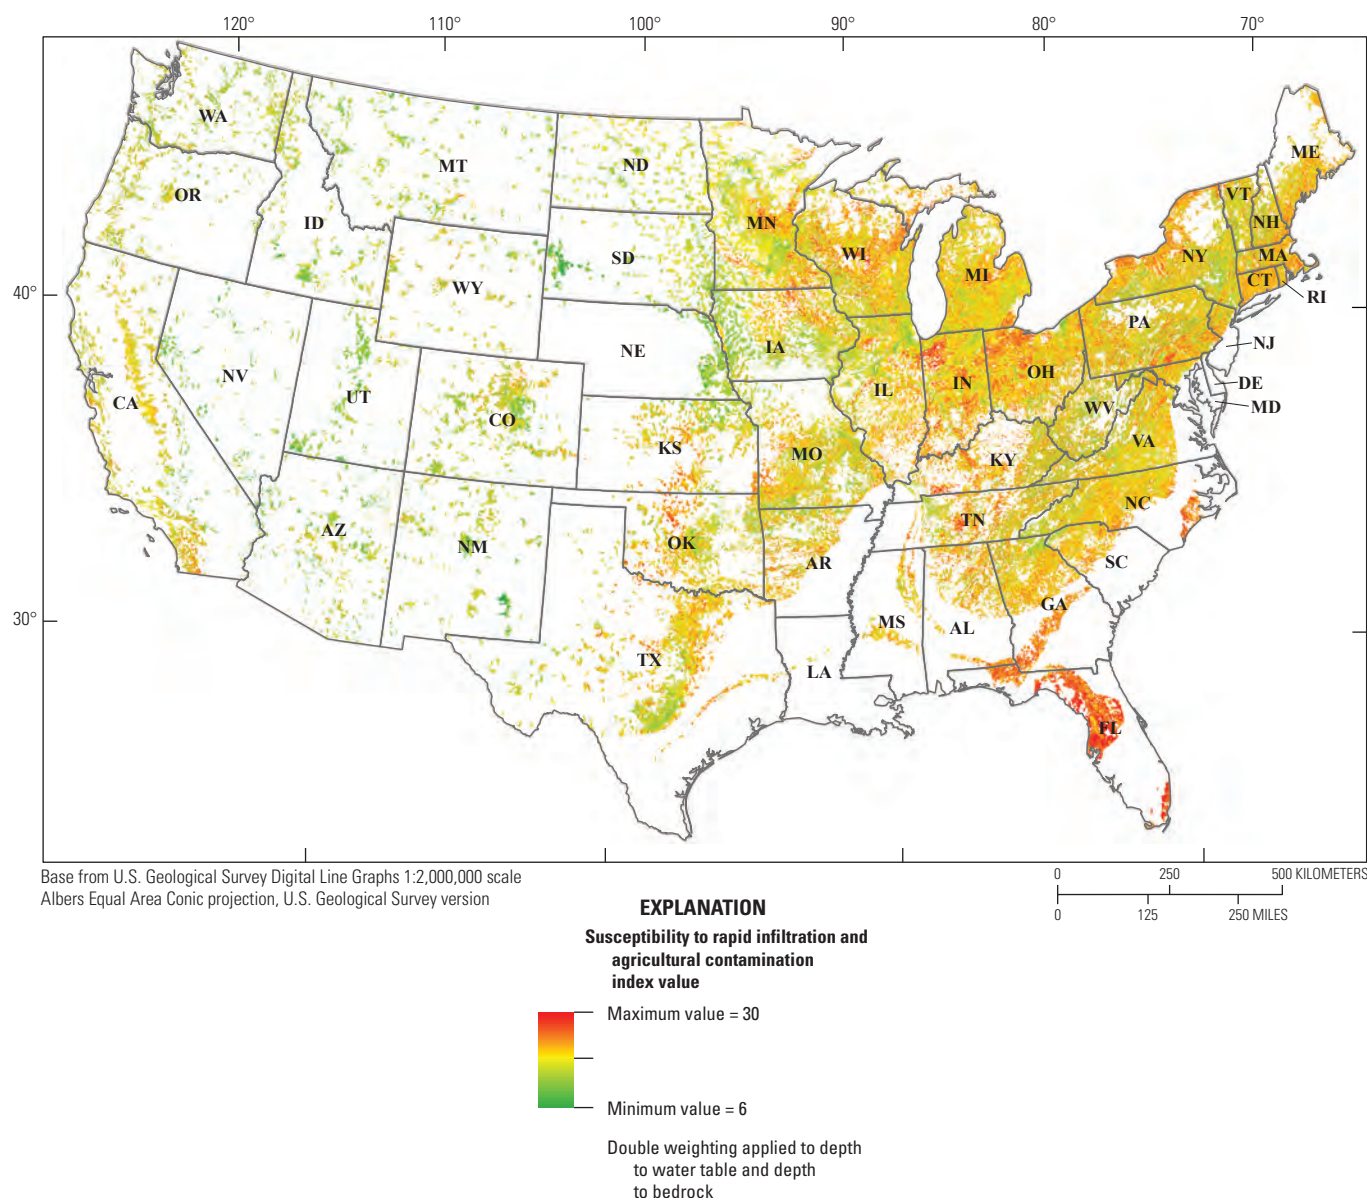 120°
110°
100°
90°
80°
70°
WA
MT
ND
ME
OR
ID
MN
VT
NH
SD
WI
MI
NY
MA
WY
CT
RI
40°
PA
NE
IA
NJ
NV
IL
IN
OH
DE
UT
CA
CO
WV
MD
KS
MO
KY
VA
NC
AZ
NM
OK
TN
AR
SC
GA
30°
MS
AL
TX
LA
FL
Base from U.S. Geological Survey Digital Line Graphs 1:2,000,000 scale
Albers Equal Area Conic projection, U.S. Geological Survey version
0 250 500 KILOMETERS
0 125 250 MILES
EXPLANATION
Susceptibility to rapid infiltration and
agricultural contamination
index value
Maximum value = 30
Minimum value = 6
Double weighting applied to depth
to water table and depth
to bedrock